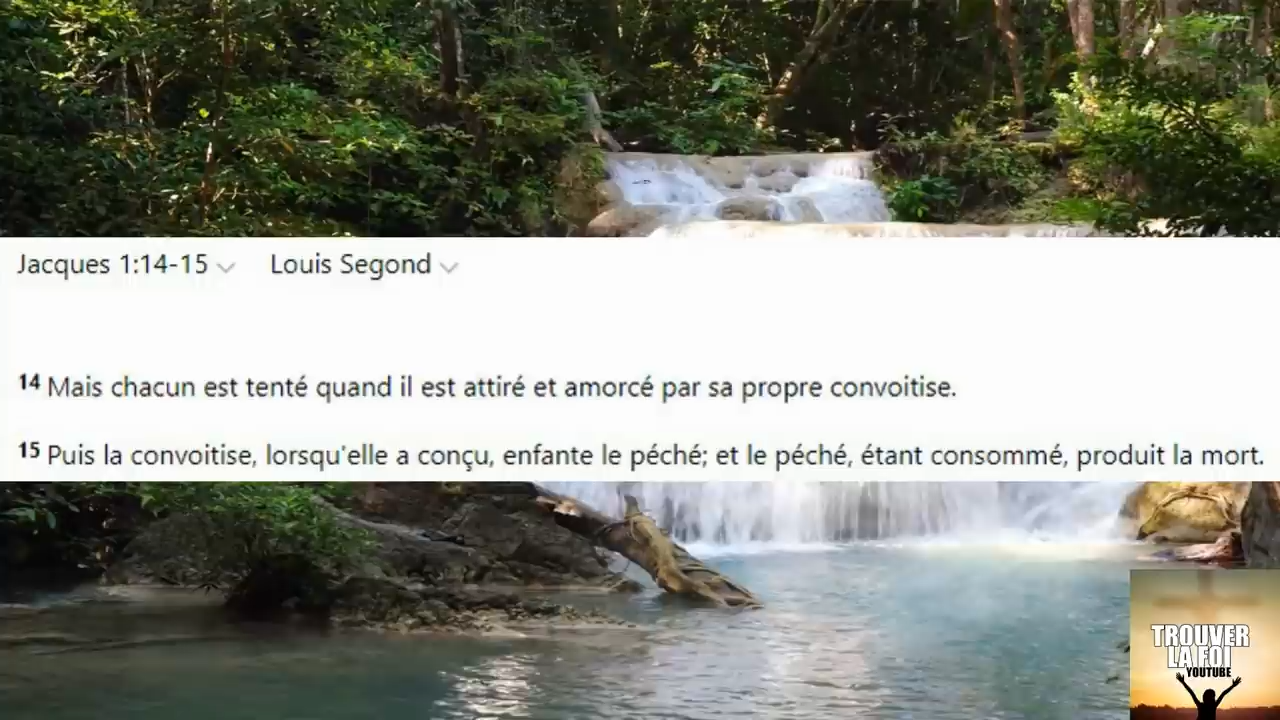 Jacques 1:14-15 Louis Segond
14 Mais chacun est tenté quand il est attiré et amorcé par sa propre convoitise.
15 Puis la convoitise, lorsqu'elle a conçu, enfante le péché; et le péché, étant consommé, produit la mort.
TROUVER
LA FOI
YOUTUBE